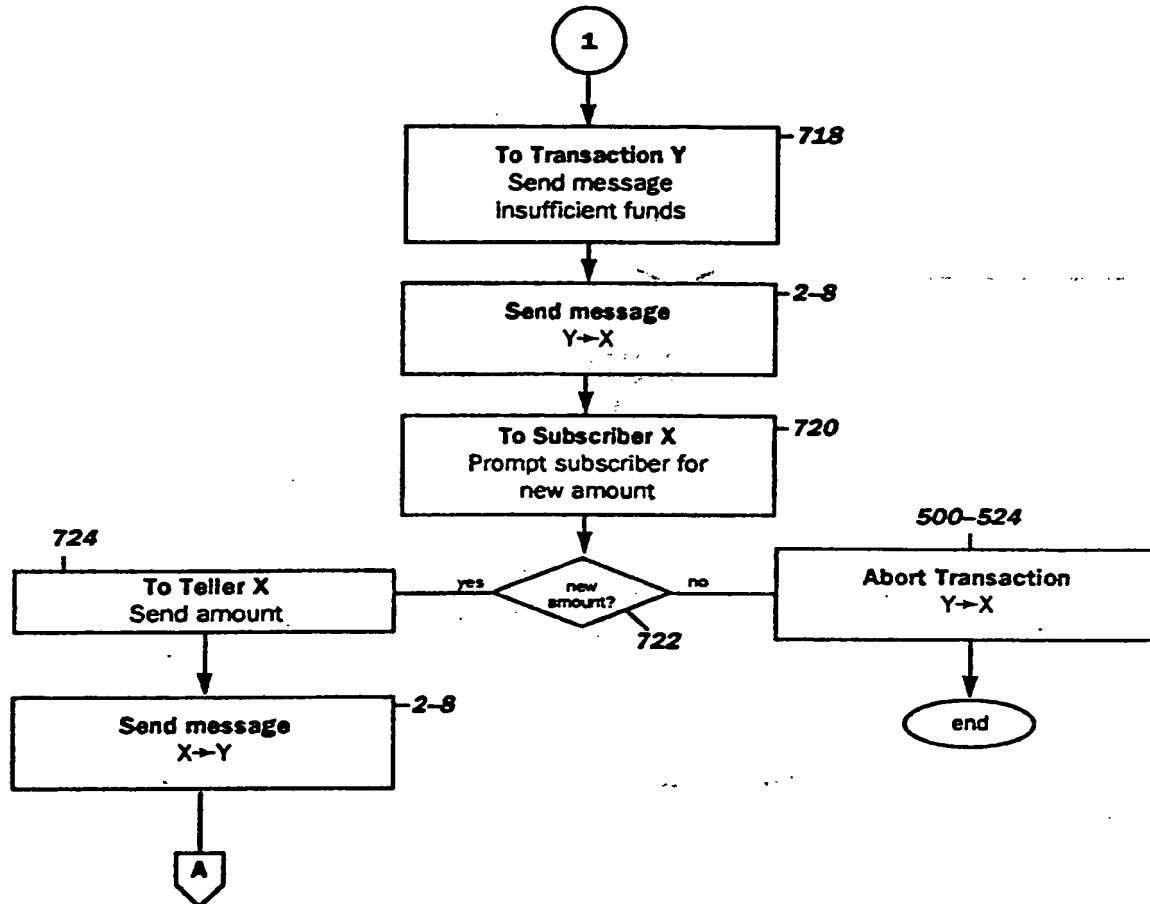 1
To Transaction Y
Send message
insufficient funds
718
Send message
Y→X
2–8
To Subscriber X
Prompt subscriber for
new amount
720
new
amount?
722
yes
no
724
To Teller X
Send amount
500–524
Abort Transaction
Y→X
Send message
X→Y
2–8
end
A